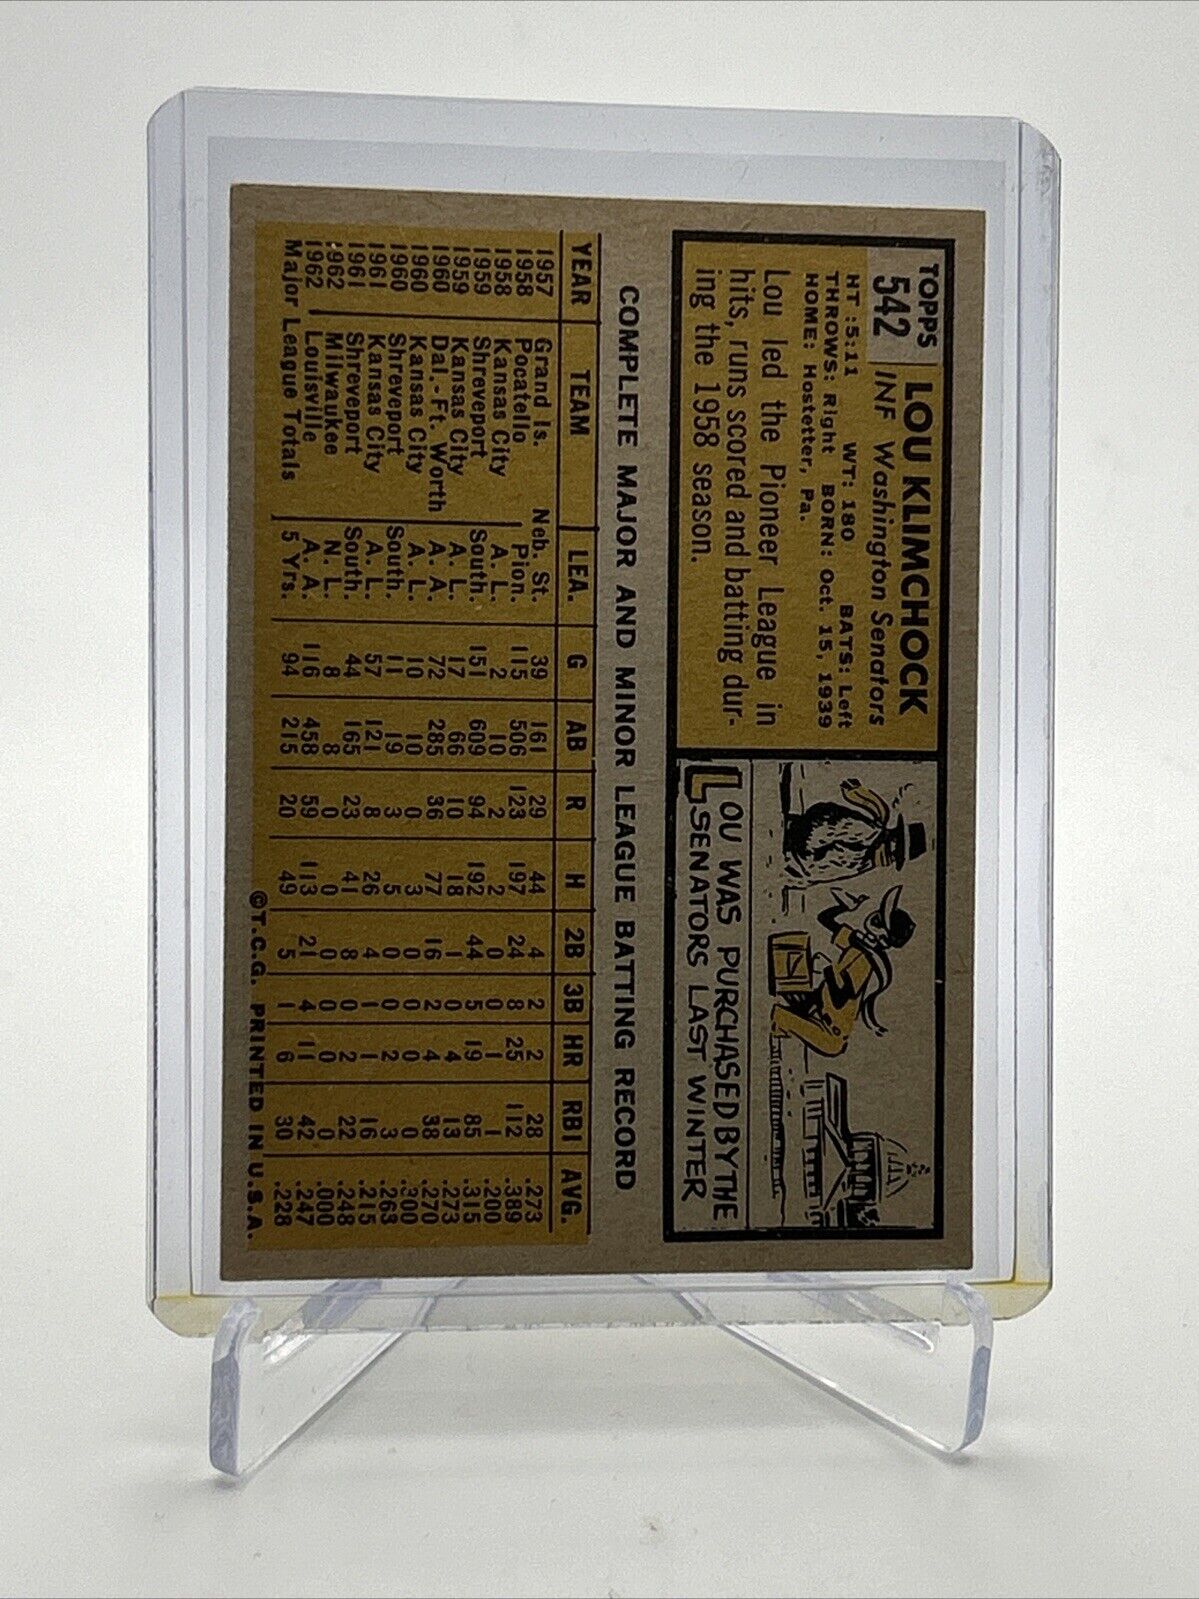 TOPPS
542
LOU KLIMCHOCK
INF Washington Senators
HT: 5:11 WT: 180 BATS: Left
THROWS: Right BORN: Oct. 15, 1939
HOME: Hostetter, Pa.
Lou led the Pioneer League in
hits, runs scored and batting dur-
ing the 1958 season.
LOU WAS PURCHASED BY THE
SENATORS LAST WINTER
COMPLETE MAJOR AND MINOR LEAGUE BATTING RECORD
YEAR TEAM LEA. G AB R H 2B 3B HR RBI AVG.
1957 Grand Is. Neb. St. 39 161 29 44 4 2 2 28 .273
1958 Pocatello Pion. 115 506 123 197 24 8 25 112 .389
1958 Kansas City A. L. 2 10 2 2 0 0 1 1 .200
1959 Shreveport South. 151 609 94 192 44 5 19 85 .315
1959 Kansas City A. L. 17 66 10 18 1 0 4 13 .273
1960 Dal.-Ft. Worth A. A. 72 285 36 77 16 2 4 38 .270
1960 Kansas City A. L. 10 10 0 3 0 0 0 0 .300
1960 Shreveport South. 11 19 3 5 0 0 2 3 .263
1961 Kansas City A. L. 57 121 8 26 4 1 1 16 .215
1961 Shreveport South. 44 165 23 41 8 0 2 22 .248
1962 Milwaukee N. L. 8 8 0 0 0 0 0 0 .000
1962 Louisville A. A. 116 458 59 113 21 4 11 42 .247
Major League Totals 5 Yrs. 94 215 20 49 5 1 6 30 .228
©T.C.G. PRINTED IN U.S.A.